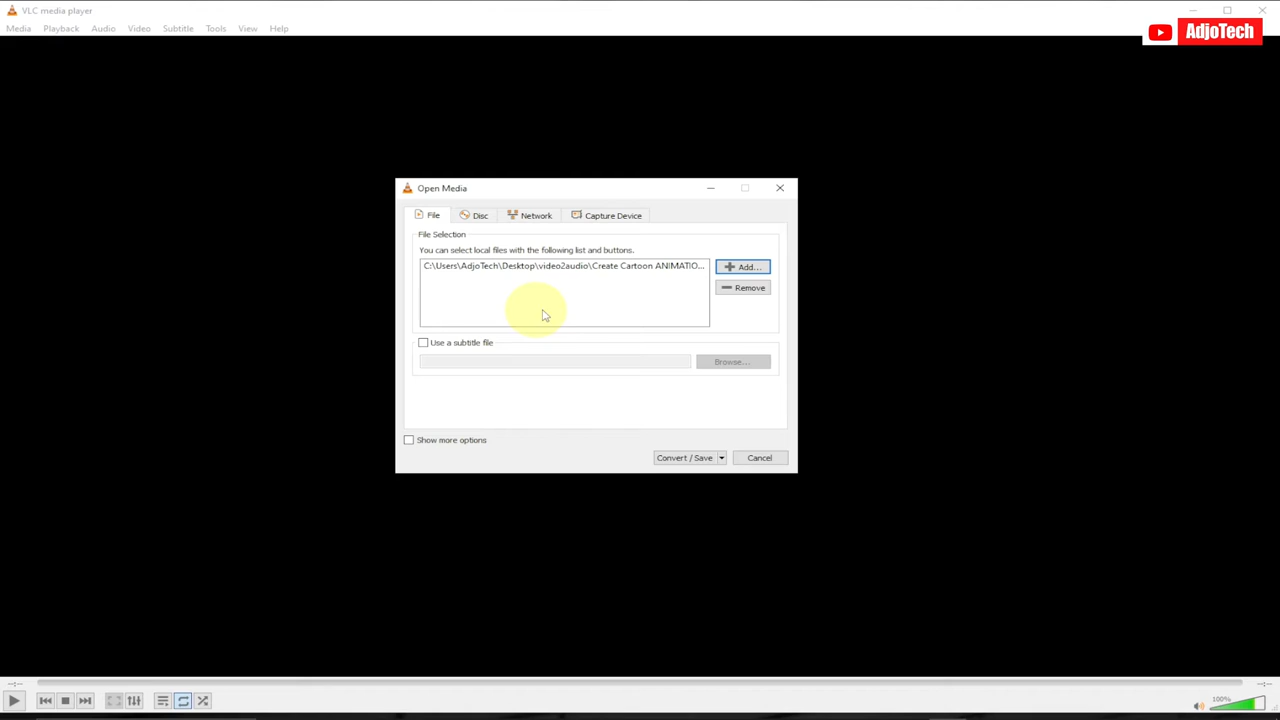 VLC media player
Media Playback Audio Video Subtitle Tools View Help
AdjoTech
Open Media
File Disc Network Capture Device
File Selection
You can select local files with the following list and buttons.
C:\Users\AdjoTech\Desktop\video2audio\Create Cartoon ANIMATIO...
Add...
Remove
Use a subtitle file
Browse...
Show more options
Convert / Save Cancel
--:-- --:--
100%